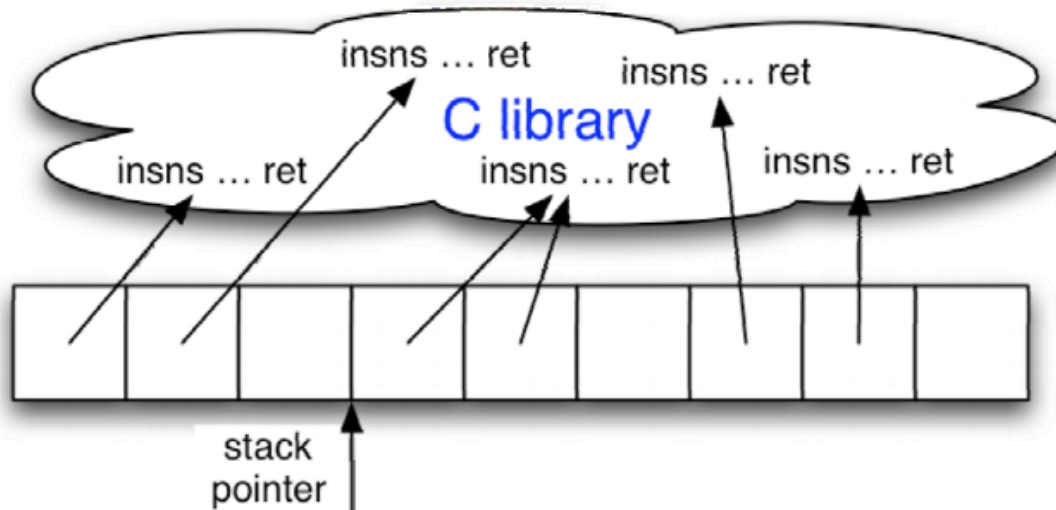 insns … ret
insns … ret
C library
insns … ret
insns … ret
insns … ret
stack
pointer